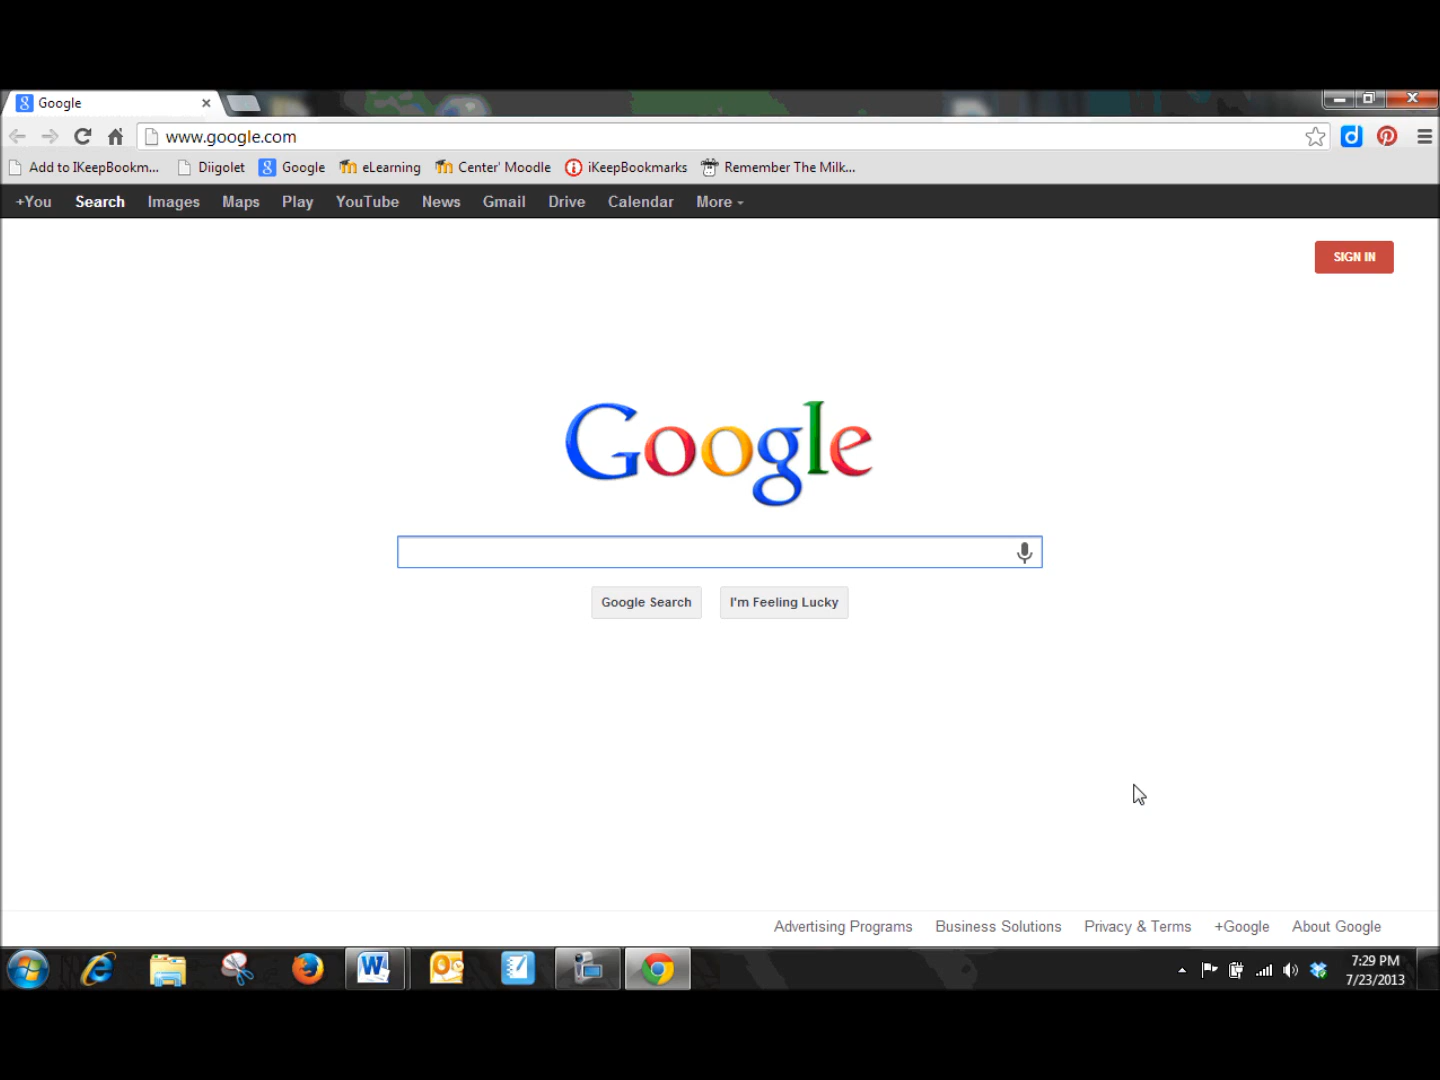 Google
www.google.com
Add to IKeepBookm... Diigolet Google eLearning Center' Moodle iKeepBookmarks Remember The Milk...
+You Search Images Maps Play YouTube News Gmail Drive Calendar More
SIGN IN
Google
Google Search I'm Feeling Lucky
Advertising Programs Business Solutions Privacy & Terms +Google About Google
7:29 PM
7/23/2013